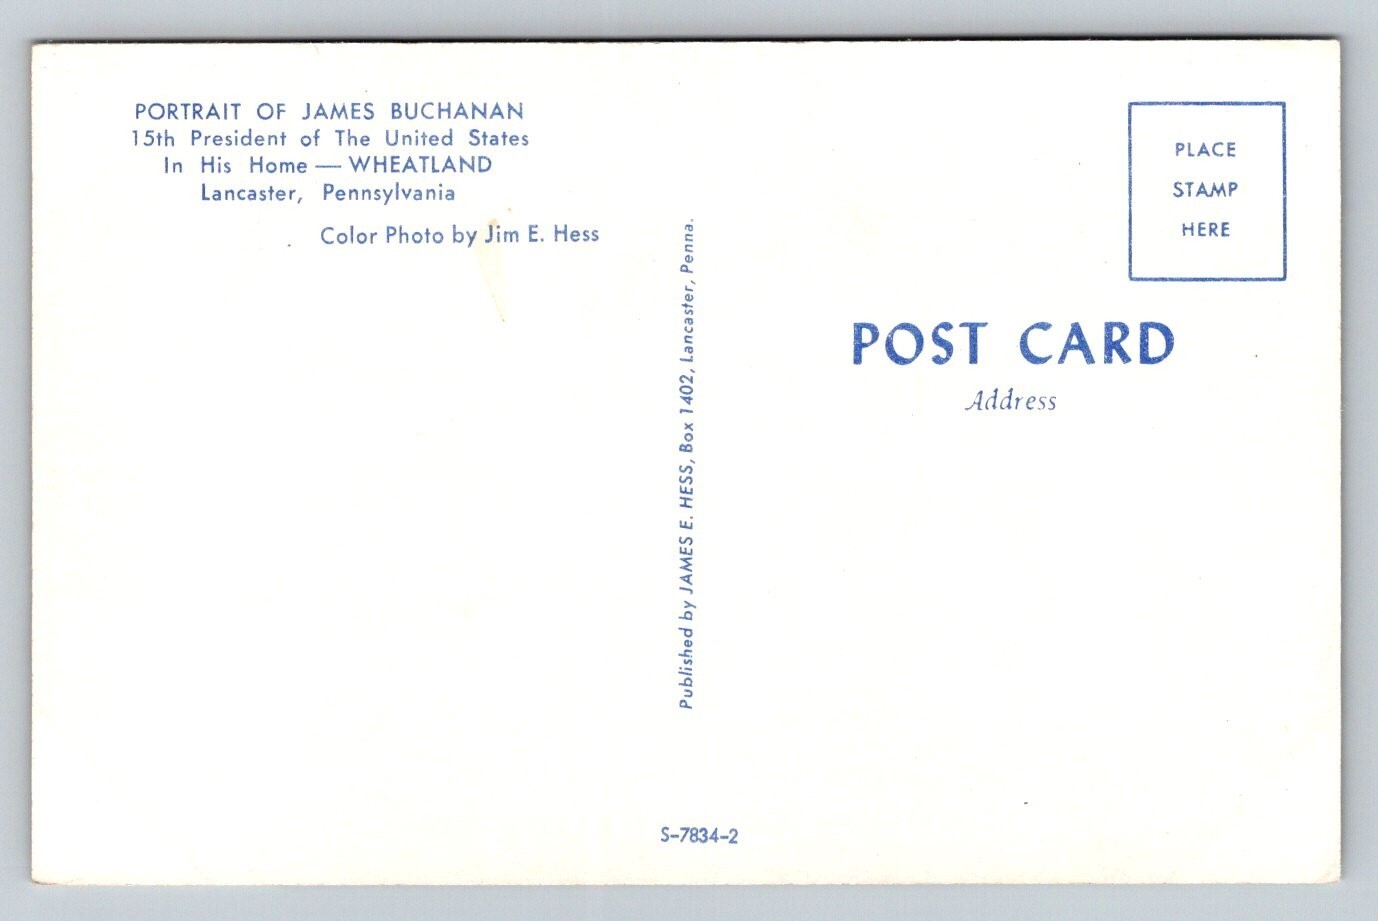 PORTRAIT OF JAMES BUCHANAN
15th President of The United States
In His Home — WHEATLAND
Lancaster, Pennsylvania
Color Photo by Jim E. Hess
Published by JAMES E. HESS, Box 1402, Lancaster, Penna.
PLACE
STAMP
HERE
POST CARD
Address
S-7834-2